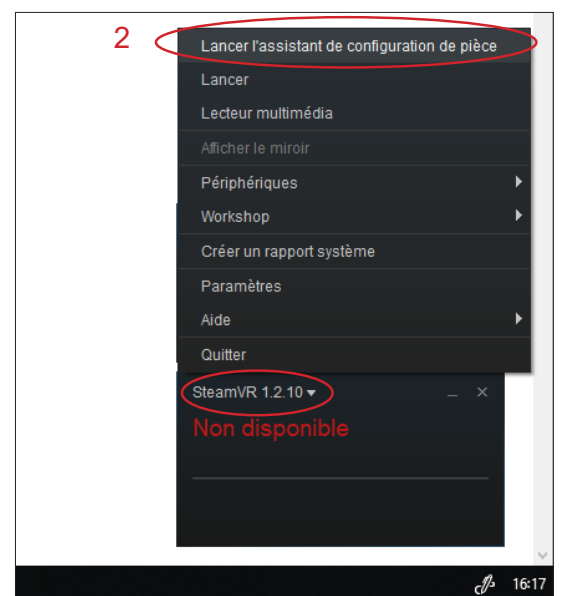 2
Lancer l'assistant de configuration de pièce
Lancer
Lecteur multimédia
Afficher le miroir
Périphériques
Workshop
Créer un rapport système
Paramètres
Aide
Quitter
SteamVR 1.2.10
Non disponible
16:17